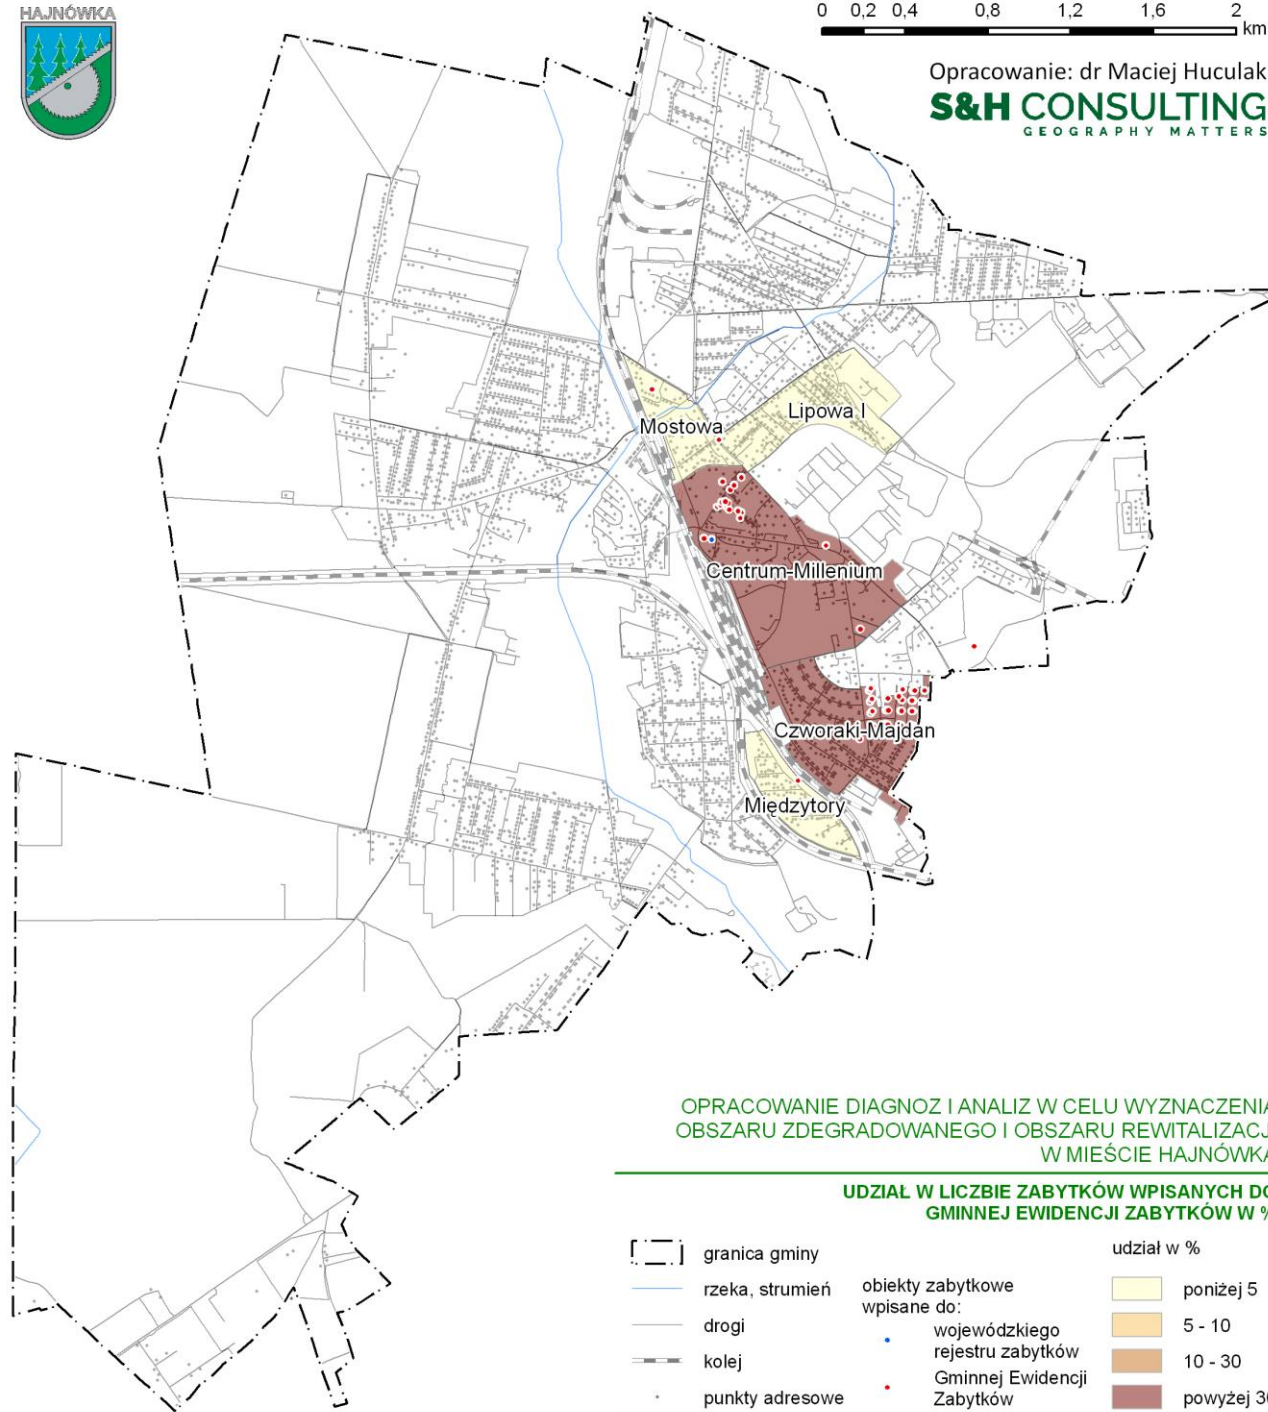 HAJNÓWKA
0 0,2 0,4 0,8 1,2 1,6 2
km
Opracowanie: dr Maciej Huculak
S&H CONSULTING
GEOGRAPHY MATTERS
Lipowa I
Mostowa
Centrum-Millenium
Czworaki-Majdan
Międzytory
OPRACOWANIE DIAGNOZ I ANALIZ W CELU WYZNACZENIA
OBSZARU ZDEGRADOWANEGO I OBSZARU REWITALIZACJI
W MIEŚCIE HAJNÓWKA
UDZIAŁ W LICZBIE ZABYTKÓW WPISANYCH DO
GMINNEJ EWIDENCJI ZABYTKÓW W %
granica gminy
rzeka, strumień
drogi
kolej
punkty adresowe
obiekty zabytkowe
wpisane do:
wojewódzkiego
rejestru zabytków
Gminnej Ewidencji
Zabytków
udział w %
poniżej 5
5 - 10
10 - 30
powyżej 30